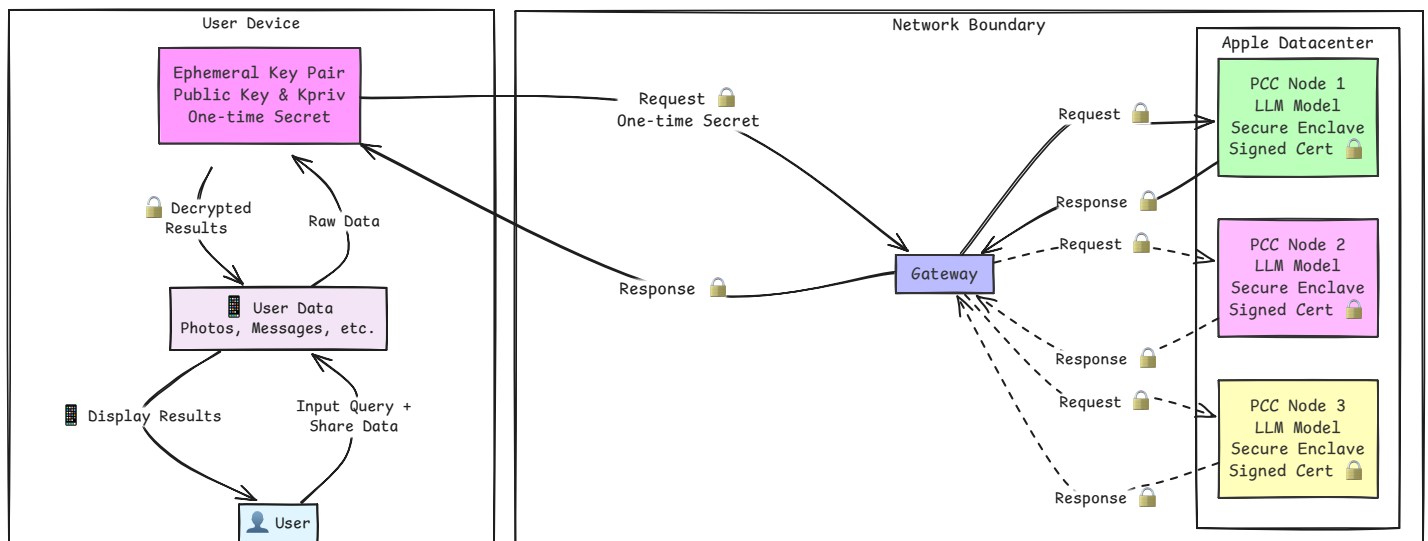 User Device
Ephemeral Key Pair
Public Key & Kpriv
One-time Secret
Decrypted
Results
Raw Data
User Data
Photos, Messages, etc.
Display Results
Input Query +
Share Data
User
Network Boundary
Request
One-time Secret
Response
Gateway
Request
Response
Request
Response
Request
Response
Apple Datacenter
PCC Node 1
LLM Model
Secure Enclave
Signed Cert
PCC Node 2
LLM Model
Secure Enclave
Signed Cert
PCC Node 3
LLM Model
Secure Enclave
Signed Cert